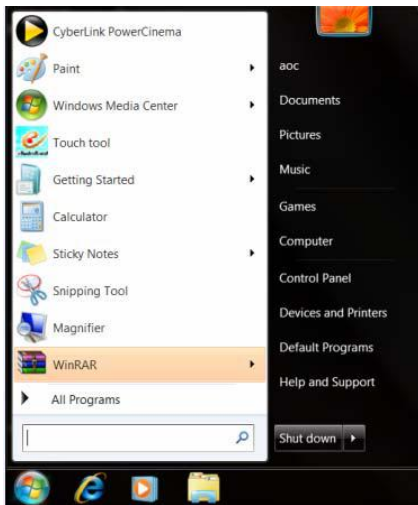 CyberLink PowerCinema
Paint
Windows Media Center
Touch tool
Getting Started
Calculator
Sticky Notes
Snipping Tool
Magnifier
WinRAR
All Programs
aoc
Documents
Pictures
Music
Games
Computer
Control Panel
Devices and Printers
Default Programs
Help and Support
Shut down